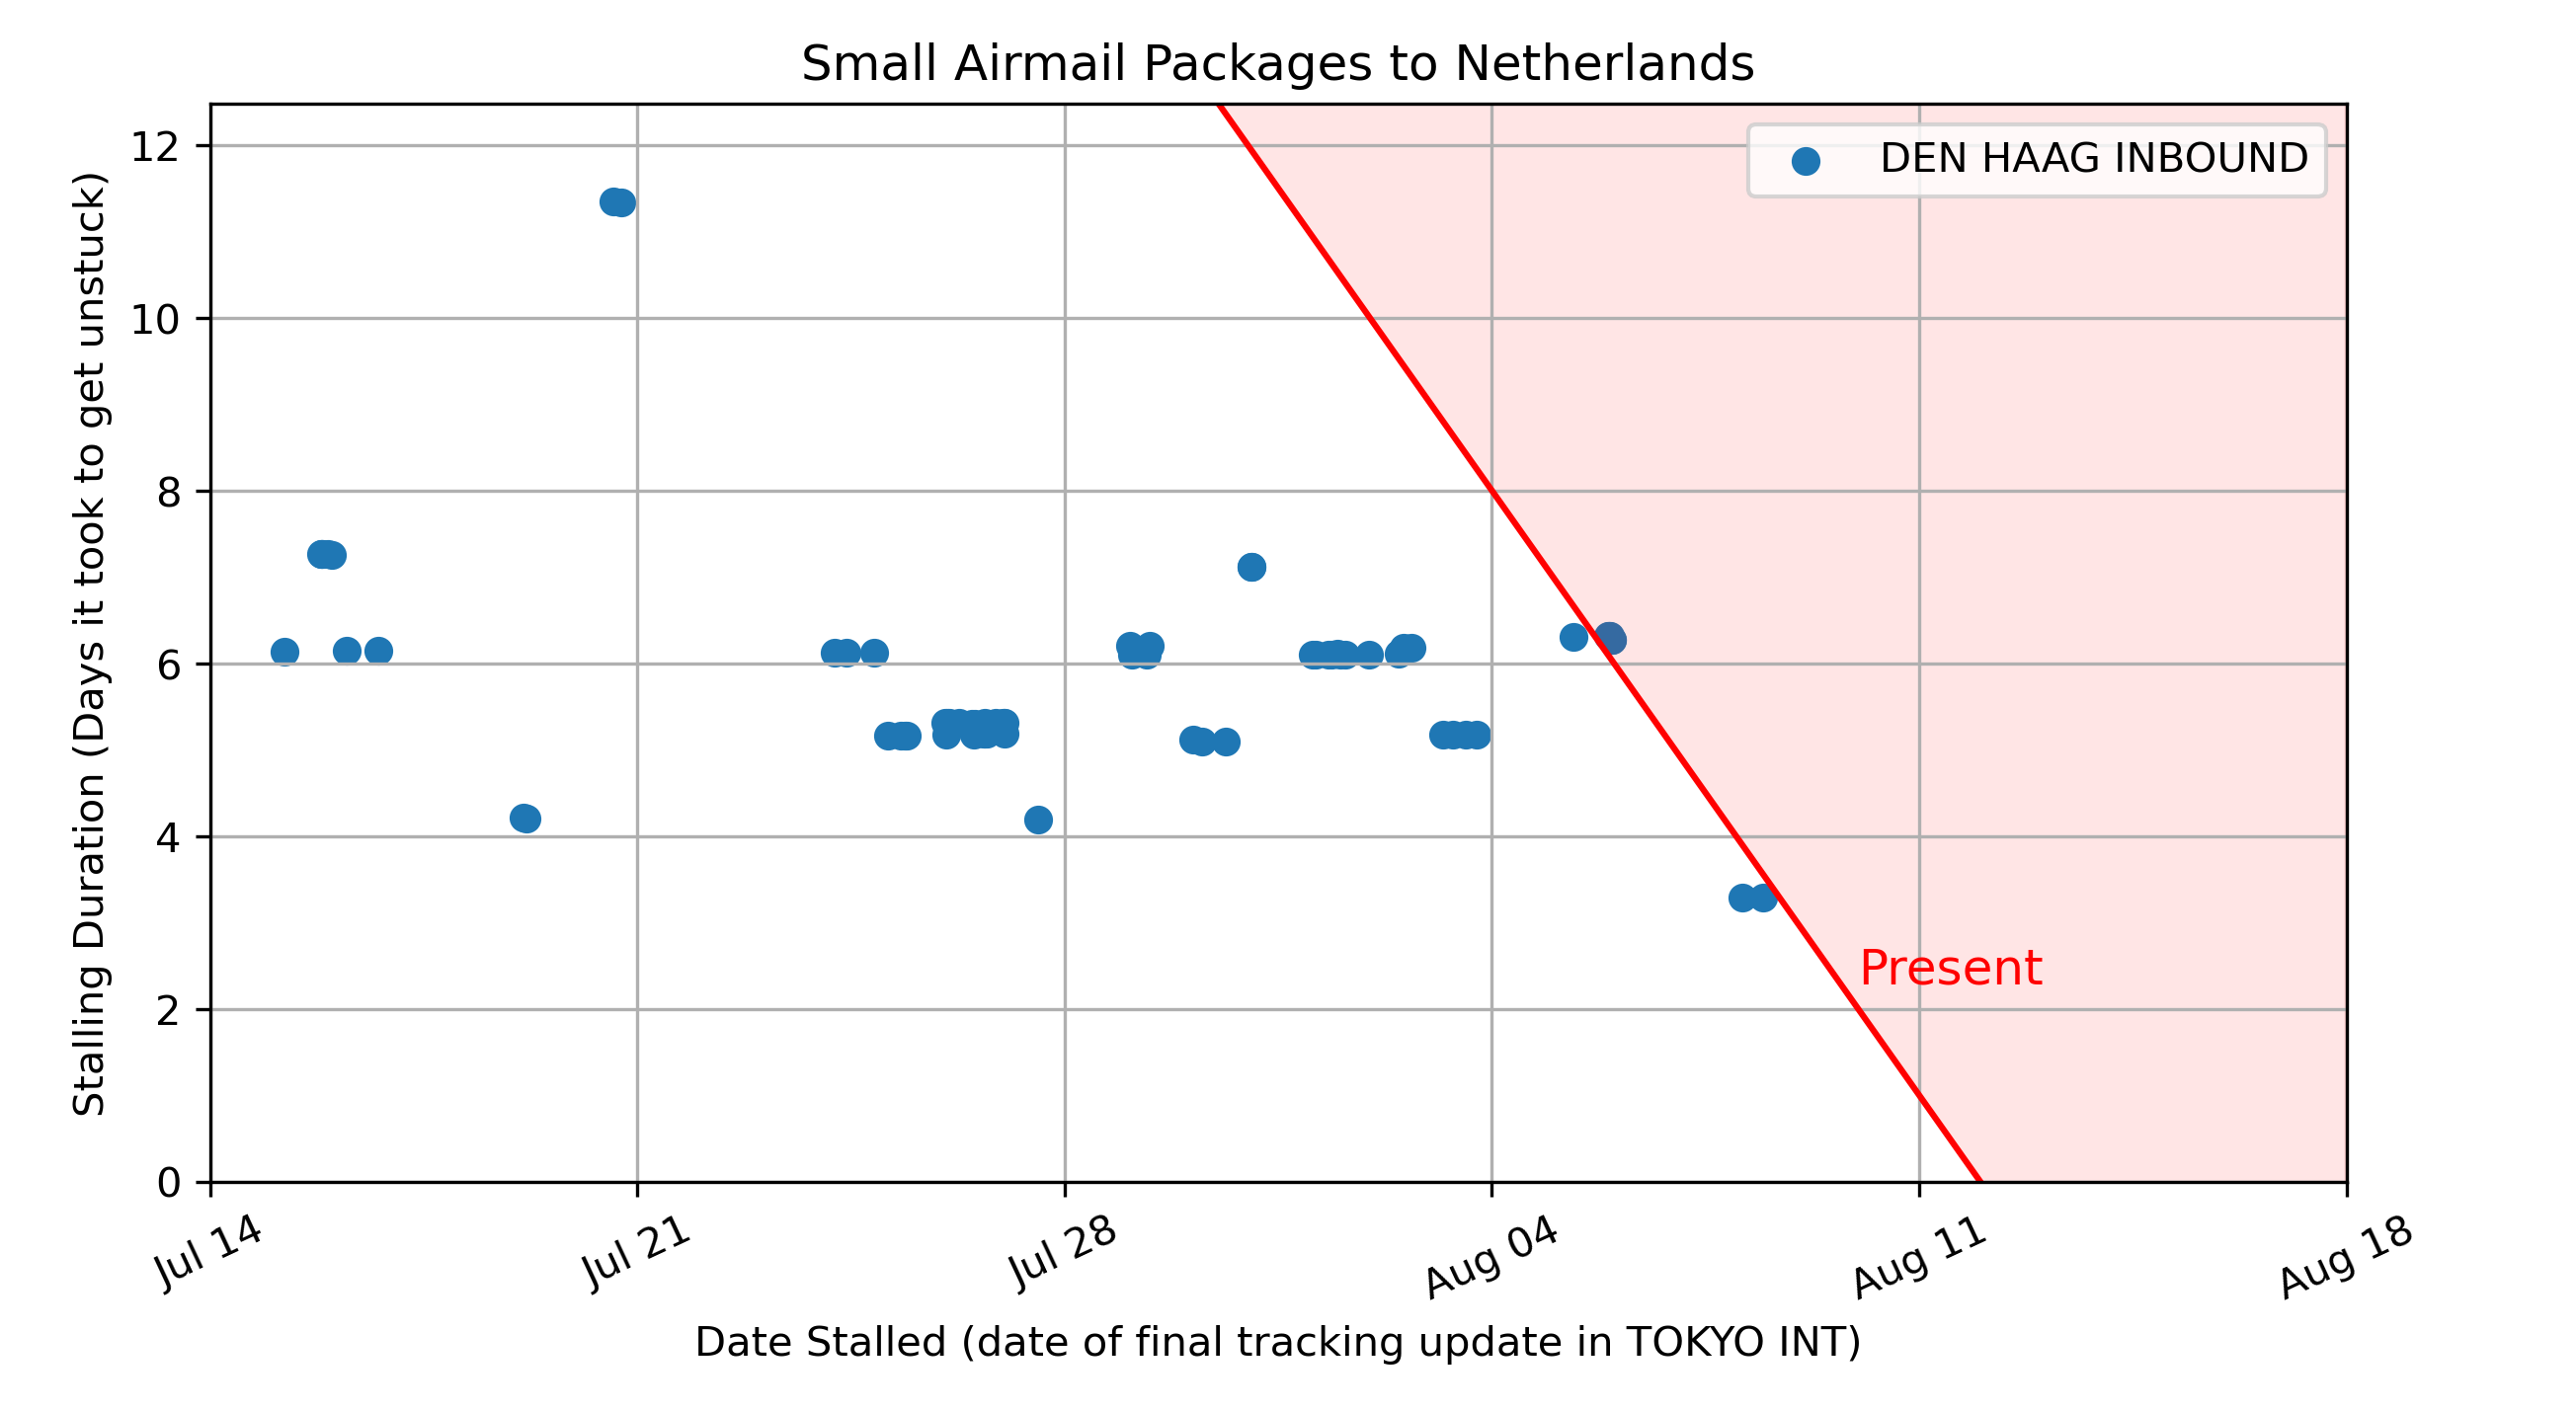 Small Airmail Packages to Netherlands
DEN HAAG INBOUND
Stalling Duration (Days it took to get unstuck)
12
10
8
6
4
2
0
Present
Jul 14
Jul 21
Jul 28
Aug 04
Aug 11
Aug 18
Date Stalled (date of final tracking update in TOKYO INT)